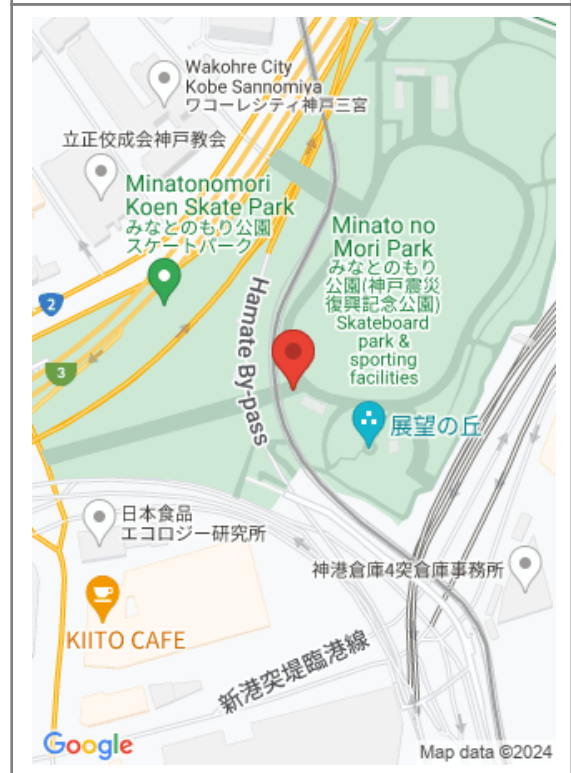 Wakohre City
Kobe Sannomiya
ワコーレシティ神戸三宮
立正佼成会神戸教会
Minatonomori
Koen Skate Park
みなとのもり公園
スケートパーク
Minato no
Mori Park
みなとのもり
公園(神戸震災
復興記念公園)
Skateboard
park &
sporting
facilities
Hamate By-pass
2
3
展望の丘
日本食品
エコロジー研究所
神港倉庫4突倉庫事務所
KIITO CAFE
新港突堤臨港線
Google
Map data ©2024